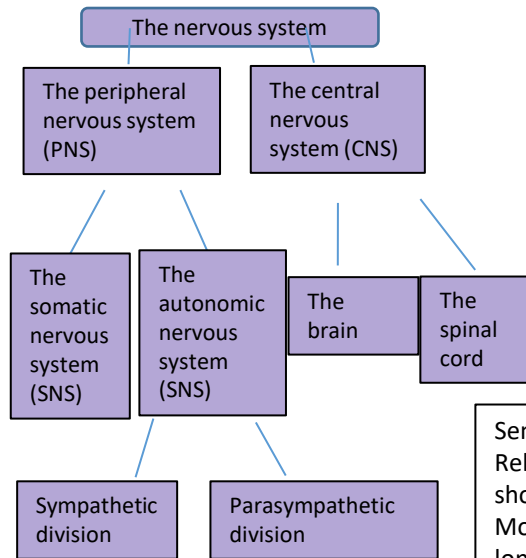 The nervous system
The peripheral
nervous system
(PNS)
The central
nervous
system (CNS)
The
somatic
nervous
system
(SNS)
The
autonomic
nervous
system
(SNS)
The
brain
The
spinal
cord
Sympathetic
division
Parasympathetic
division